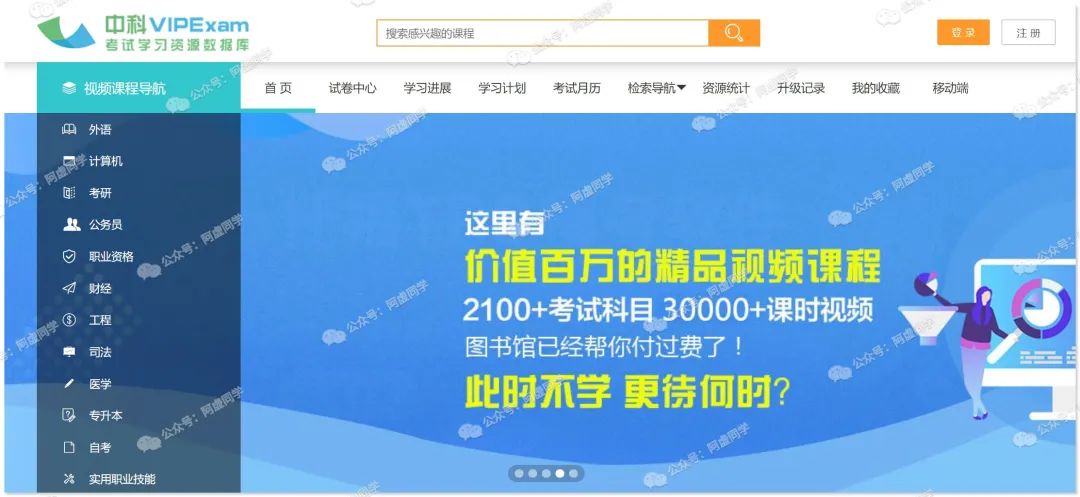 中科VIPExam
考试学习资源数据库
搜索感兴趣的课程
登 录
注 册
视频课程导航
首 页
试卷中心
学习进展
学习计划
考试月历
检索导航
资源统计
升级记录
我的收藏
移动端
外语
计算机
考研
公务员
职业资格
财经
工程
司法
医学
专升本
自考
实用职业技能
这里有
价值百万的精品视频课程
2100+考试科目 30000+课时视频
图书馆已经帮你付过费了！
此时不学 更待何时?
公众号：阿虚同学